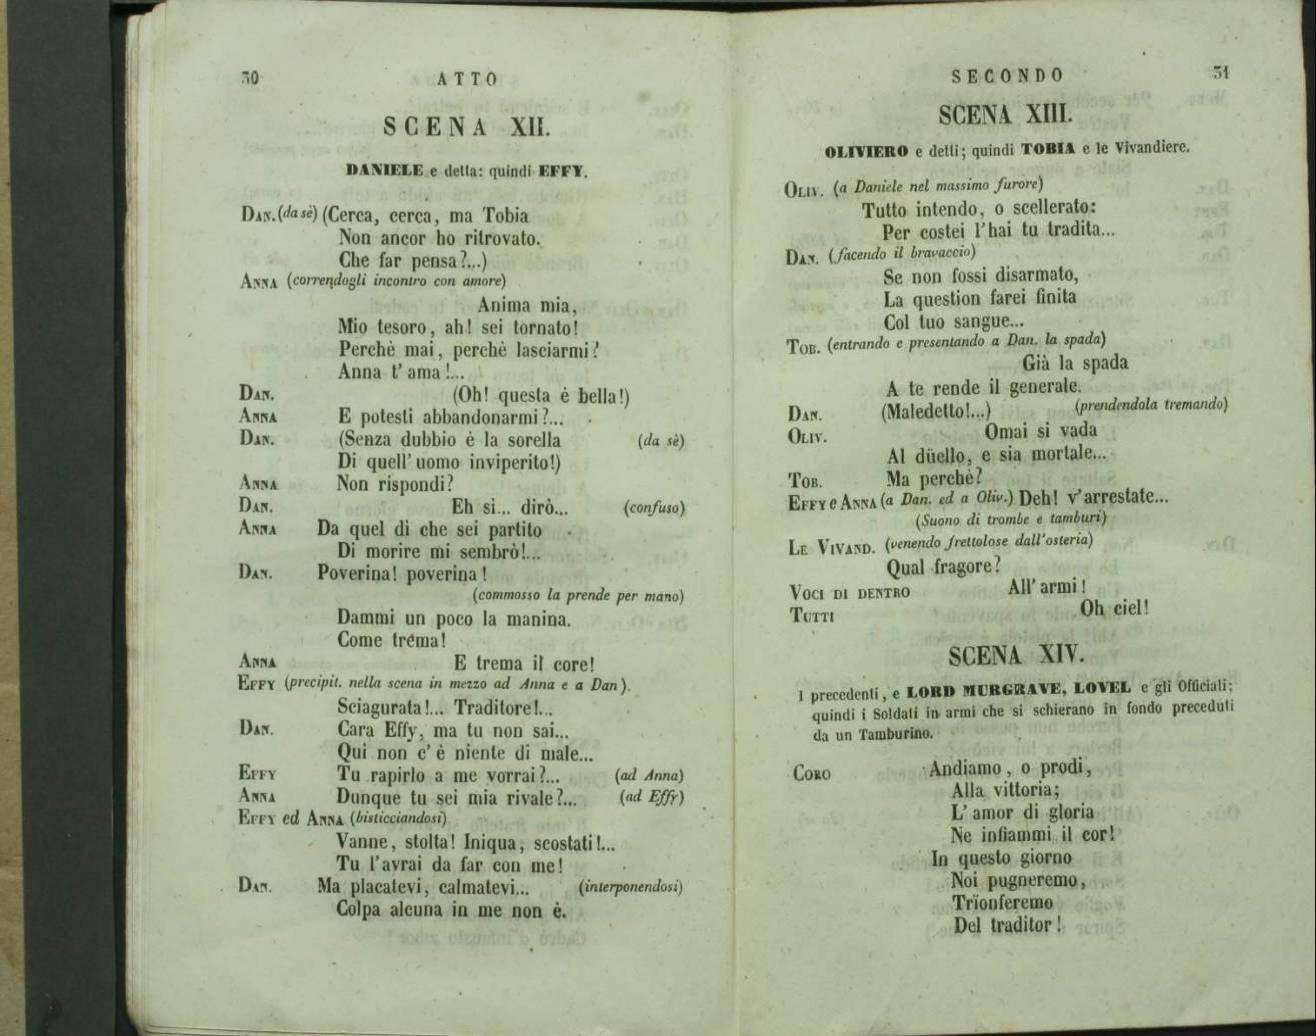 30 ATTO
SCENA XII.
DANIELE e detta: quindi EFFY.
DAN. (da sè) (Cerca, cerca, ma Tobia
Non ancor ho ritrovato.
Che far pensa?...)
ANNA (correndogli incontro con amore)
Anima mia,
Mio tesoro, ah! sei tornato!
Perchè mai, perchè lasciarmi?
Anna t'ama!...
DAN. (Oh! questa è bella!)
ANNA E potesti abbandonarmi?...
DAN. (Senza dubbio è la sorella (da sè)
Di quell'uomo inviperito!)
ANNA Non rispondi?
DAN. Eh sì... dirò... (confuso)
ANNA Da quel dì che sei partito
Di morire mi sembrò!...
DAN. Poverina! poverina!
(commosso la prende per mano)
Dammi un poco la manina.
Come trema!
ANNA E trema il core!
EFFY (precipit. nella scena in mezzo ad Anna e a Dan).
Sciagurata!... Traditore!...
DAN. Cara Effy, ma tu non sai...
Qui non c'è niente di male...
EFFY Tu rapirlo a me vorrai?... (ad Anna)
ANNA Dunque tu sei mia rivale?... (ad Effy)
EFFY ed ANNA (bisticciandosi)
Vanne, stolta! Iniqua, scostati!...
Tu l'avrai da far con me!
DAN. Ma placatevi, calmatevi... (interponendosi)
Colpa alcuna in me non è.
SECONDO 31
SCENA XIII.
OLIVIERO e detti; quindi TOBIA e le Vivandiere.
OLIV. (a Daniele nel massimo furore)
Tutto intendo, o scellerato:
Per costei l'hai tu tradita...
DAN. (facendo il bravaccio)
Se non fossi disarmato,
La question farei finita
Col tuo sangue...
TOB. (entrando e presentando a Dan. la spada)
Già la spada
A te rende il generale.
DAN. (Maledetto!...) (prendendola tremando)
OLIV. Omai si vada
Al düello, e sia mortale...
TOB. Ma perchè?
EFFY e ANNA (a Dan. ed a Oliv.) Deh! v'arrestate...
(Suono di trombe e tamburi)
LE VIVAND. (venendo frettolose dall'osteria)
Qual fragore?
VOCI DI DENTRO All'armi!
TUTTI Oh ciel!
SCENA XIV.
I precedenti, e LORD MURGRAVE, LOVEL e gli Officiali;
quindi i Soldati in armi che si schierano in fondo preceduti
da un Tamburino.
CORO Andiamo, o prodi,
Alla vittoria;
L'amor di gloria
Ne infiammi il cor!
In questo giorno
Noi pugneremo,
Trïonferemo
Del traditor!